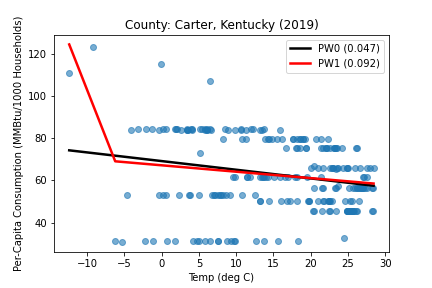 County: Carter, Kentucky (2019)
PW0 (0.047)
PW1 (0.092)
Per-Capita Consumption (MMBtu/1000 Households)
120
100
80
60
40
−10 −5 0 5 10 15 20 25 30
Temp (deg C)